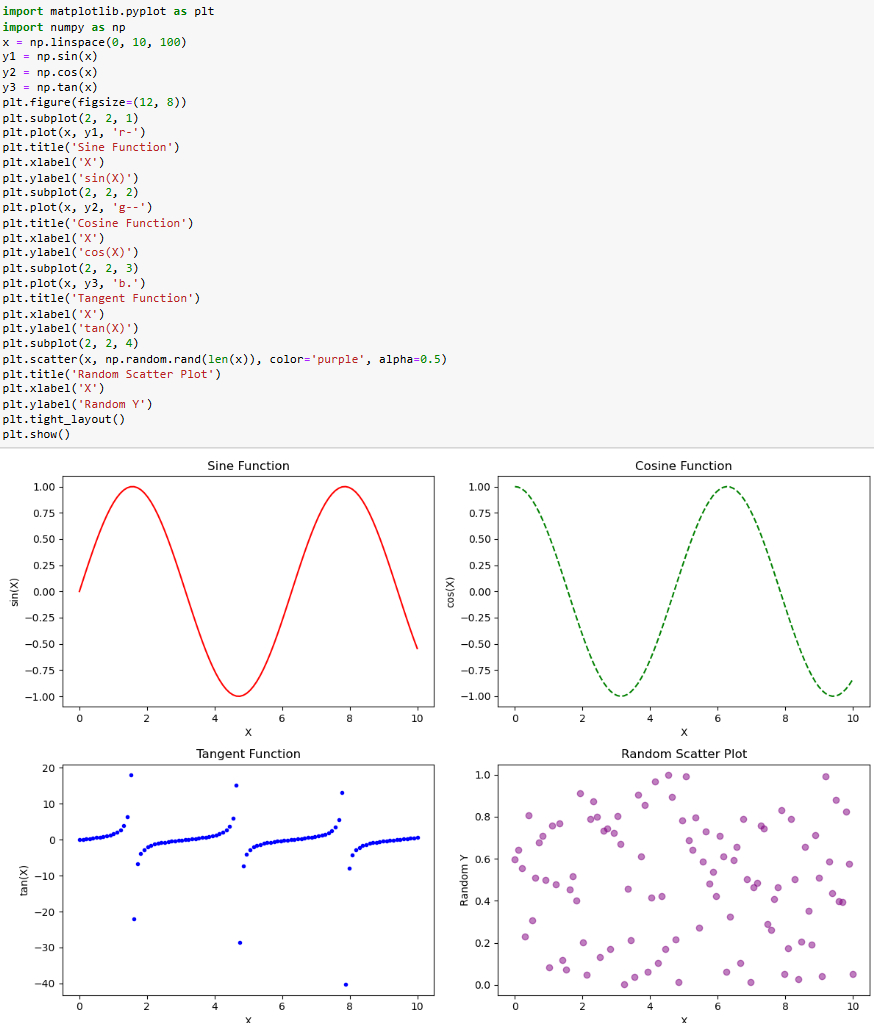 import matplotlib.pyplot as plt
import numpy as np
x = np.linspace(0, 10, 100)
y1 = np.sin(x)
y2 = np.cos(x)
y3 = np.tan(x)
plt.figure(figsize=(12, 8))
plt.subplot(2, 2, 1)
plt.plot(x, y1, 'r-')
plt.title('Sine Function')
plt.xlabel('X')
plt.ylabel('sin(X)')
plt.subplot(2, 2, 2)
plt.plot(x, y2, 'g--')
plt.title('Cosine Function')
plt.xlabel('X')
plt.ylabel('cos(X)')
plt.subplot(2, 2, 3)
plt.plot(x, y3, 'b.')
plt.title('Tangent Function')
plt.xlabel('X')
plt.ylabel('tan(X)')
plt.subplot(2, 2, 4)
plt.scatter(x, np.random.rand(len(x)), color='purple', alpha=0.5)
plt.title('Random Scatter Plot')
plt.xlabel('X')
plt.ylabel('Random Y')
plt.tight_layout()
plt.show()
Sine Function
1.00
0.75
0.50
0.25
0.00
−0.25
−0.50
−0.75
−1.00
sin(X)
0 2 4 6 8 10
X
Cosine Function
1.00
0.75
0.50
0.25
0.00
−0.25
−0.50
−0.75
−1.00
cos(X)
0 2 4 6 8 10
X
Tangent Function
20
10
0
−10
−20
−30
−40
tan(X)
0 2 4 6 8 10
X
Random Scatter Plot
1.0
0.8
0.6
0.4
0.2
0.0
Random Y
0 2 4 6 8 10
X